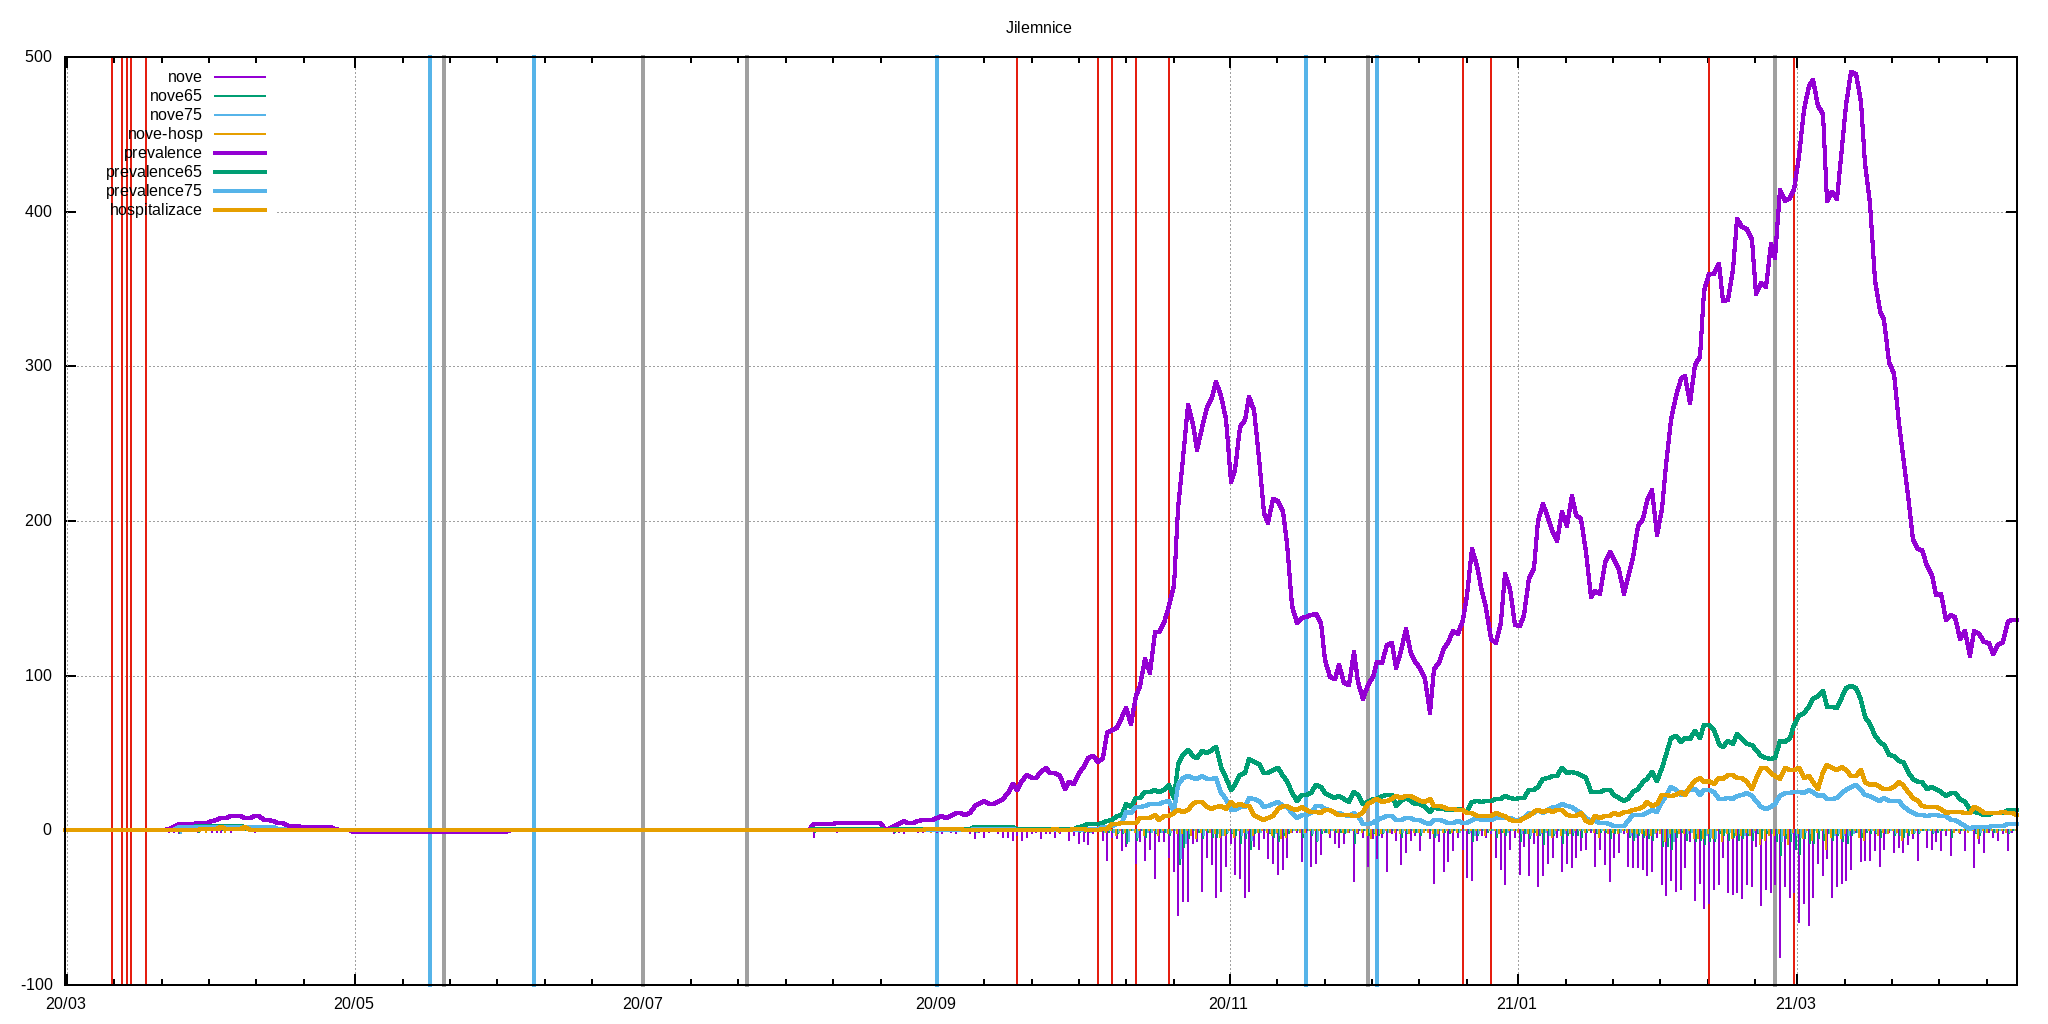 Jilemnice
500
400
300
200
100
0
-100
nove
nove65
nove75
nove-hosp
prevalence
prevalence65
prevalence75
hospitalizace
20/03
20/05
20/07
20/09
20/11
21/01
21/03